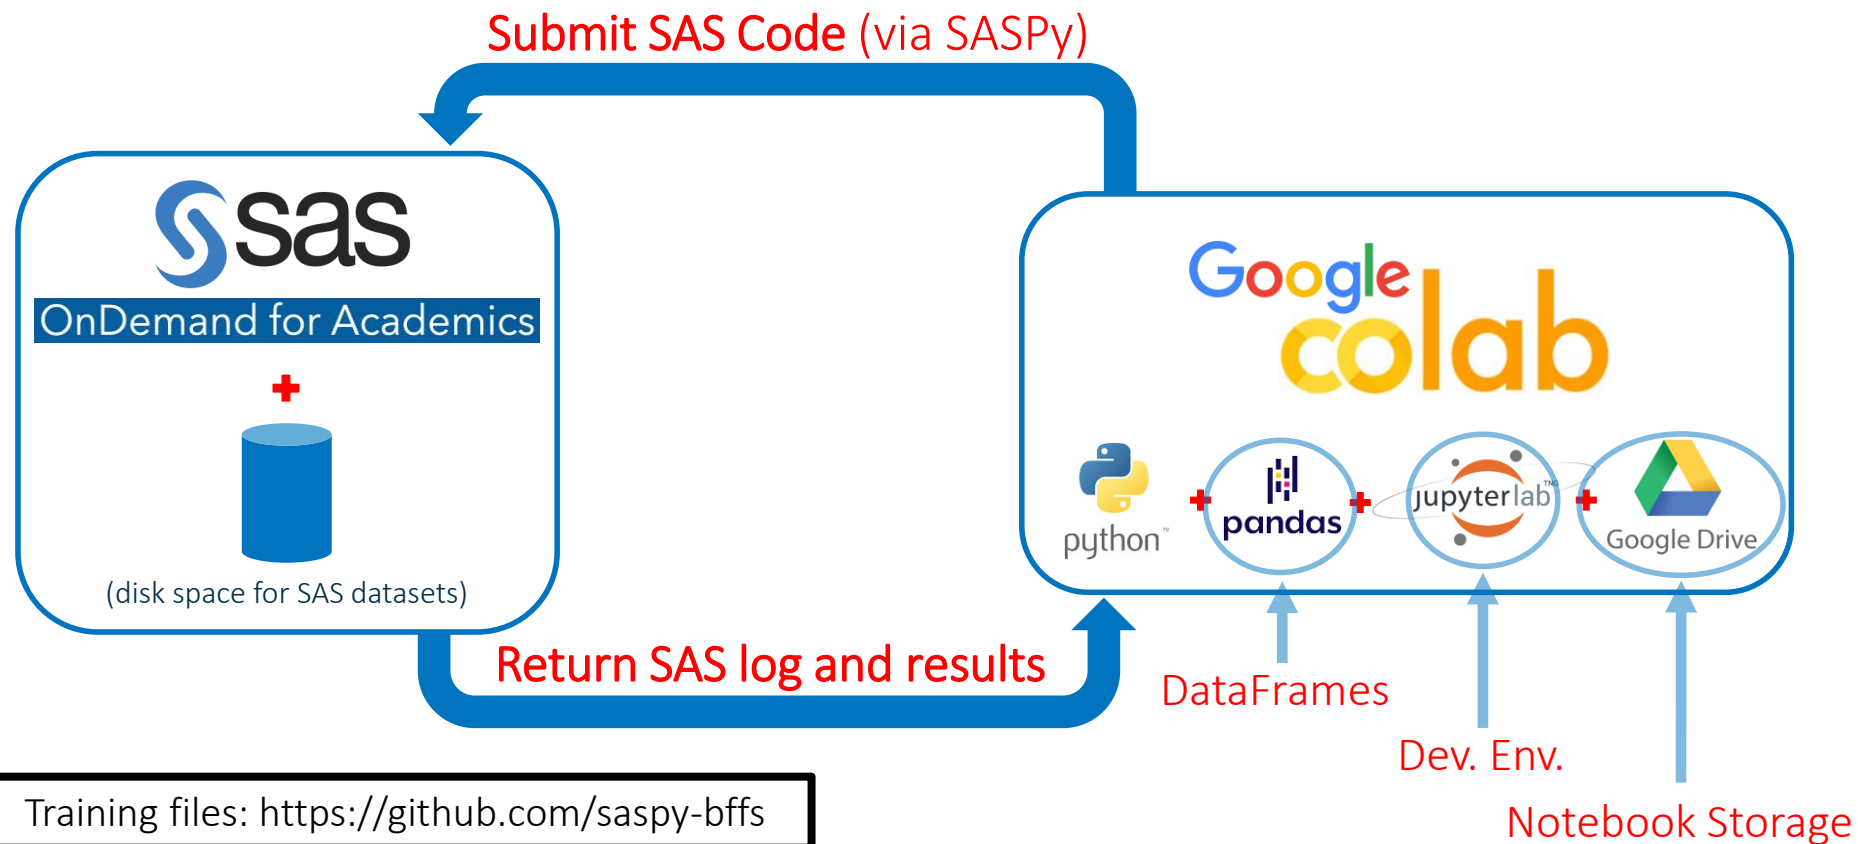 Submit SAS Code (via SASPy)
sas
OnDemand for Academics
(disk space for SAS datasets)
Google
colab
python™
pandas
jupyterlab
Google Drive
Return SAS log and results
DataFrames
Dev. Env.
Notebook Storage
Training files: https://github.com/saspy-bffs